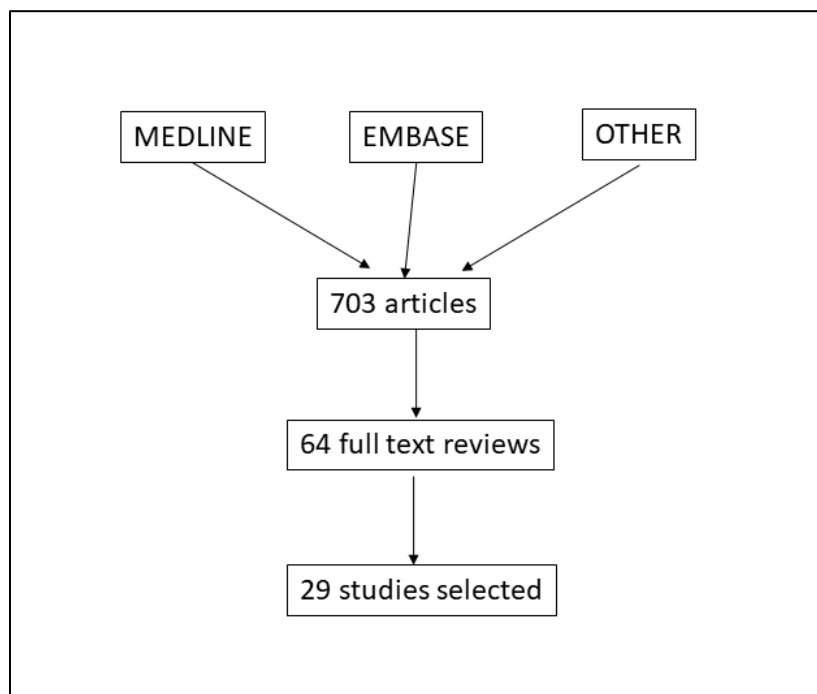 MEDLINE
EMBASE
OTHER
703 articles
64 full text reviews
29 studies selected